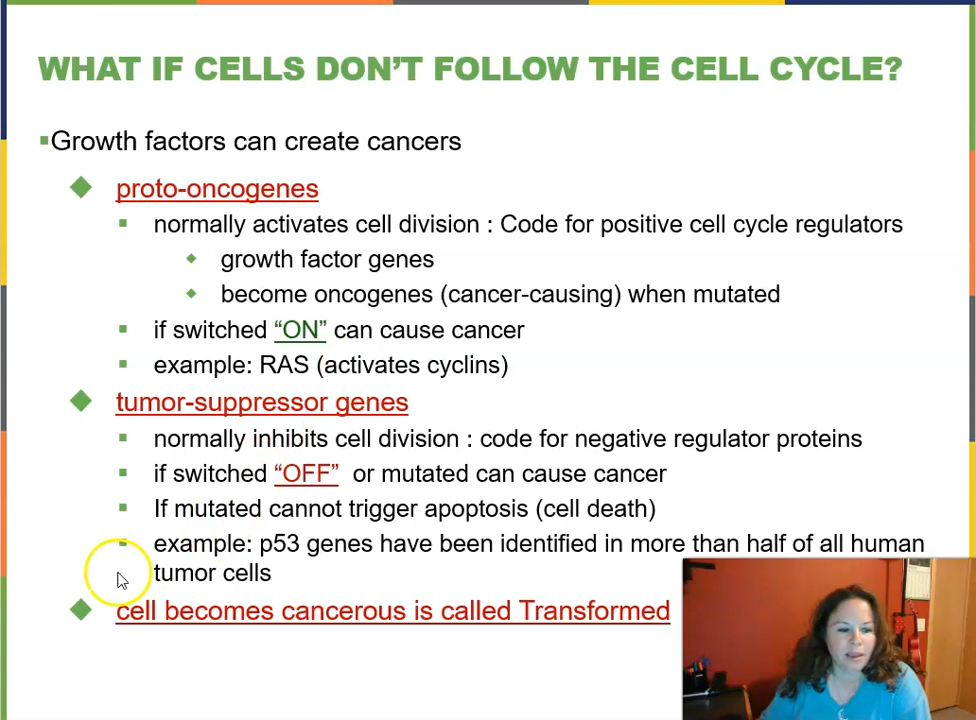 WHAT IF CELLS DON'T FOLLOW THE CELL CYCLE?
Growth factors can create cancers
proto-oncogenes
normally activates cell division : Code for positive cell cycle regulators
growth factor genes
become oncogenes (cancer-causing) when mutated
if switched “ON” can cause cancer
example: RAS (activates cyclins)
tumor-suppressor genes
normally inhibits cell division : code for negative regulator proteins
if switched “OFF” or mutated can cause cancer
If mutated cannot trigger apoptosis (cell death)
example: p53 genes have been identified in more than half of all human
tumor cells
cell becomes cancerous is called Transformed